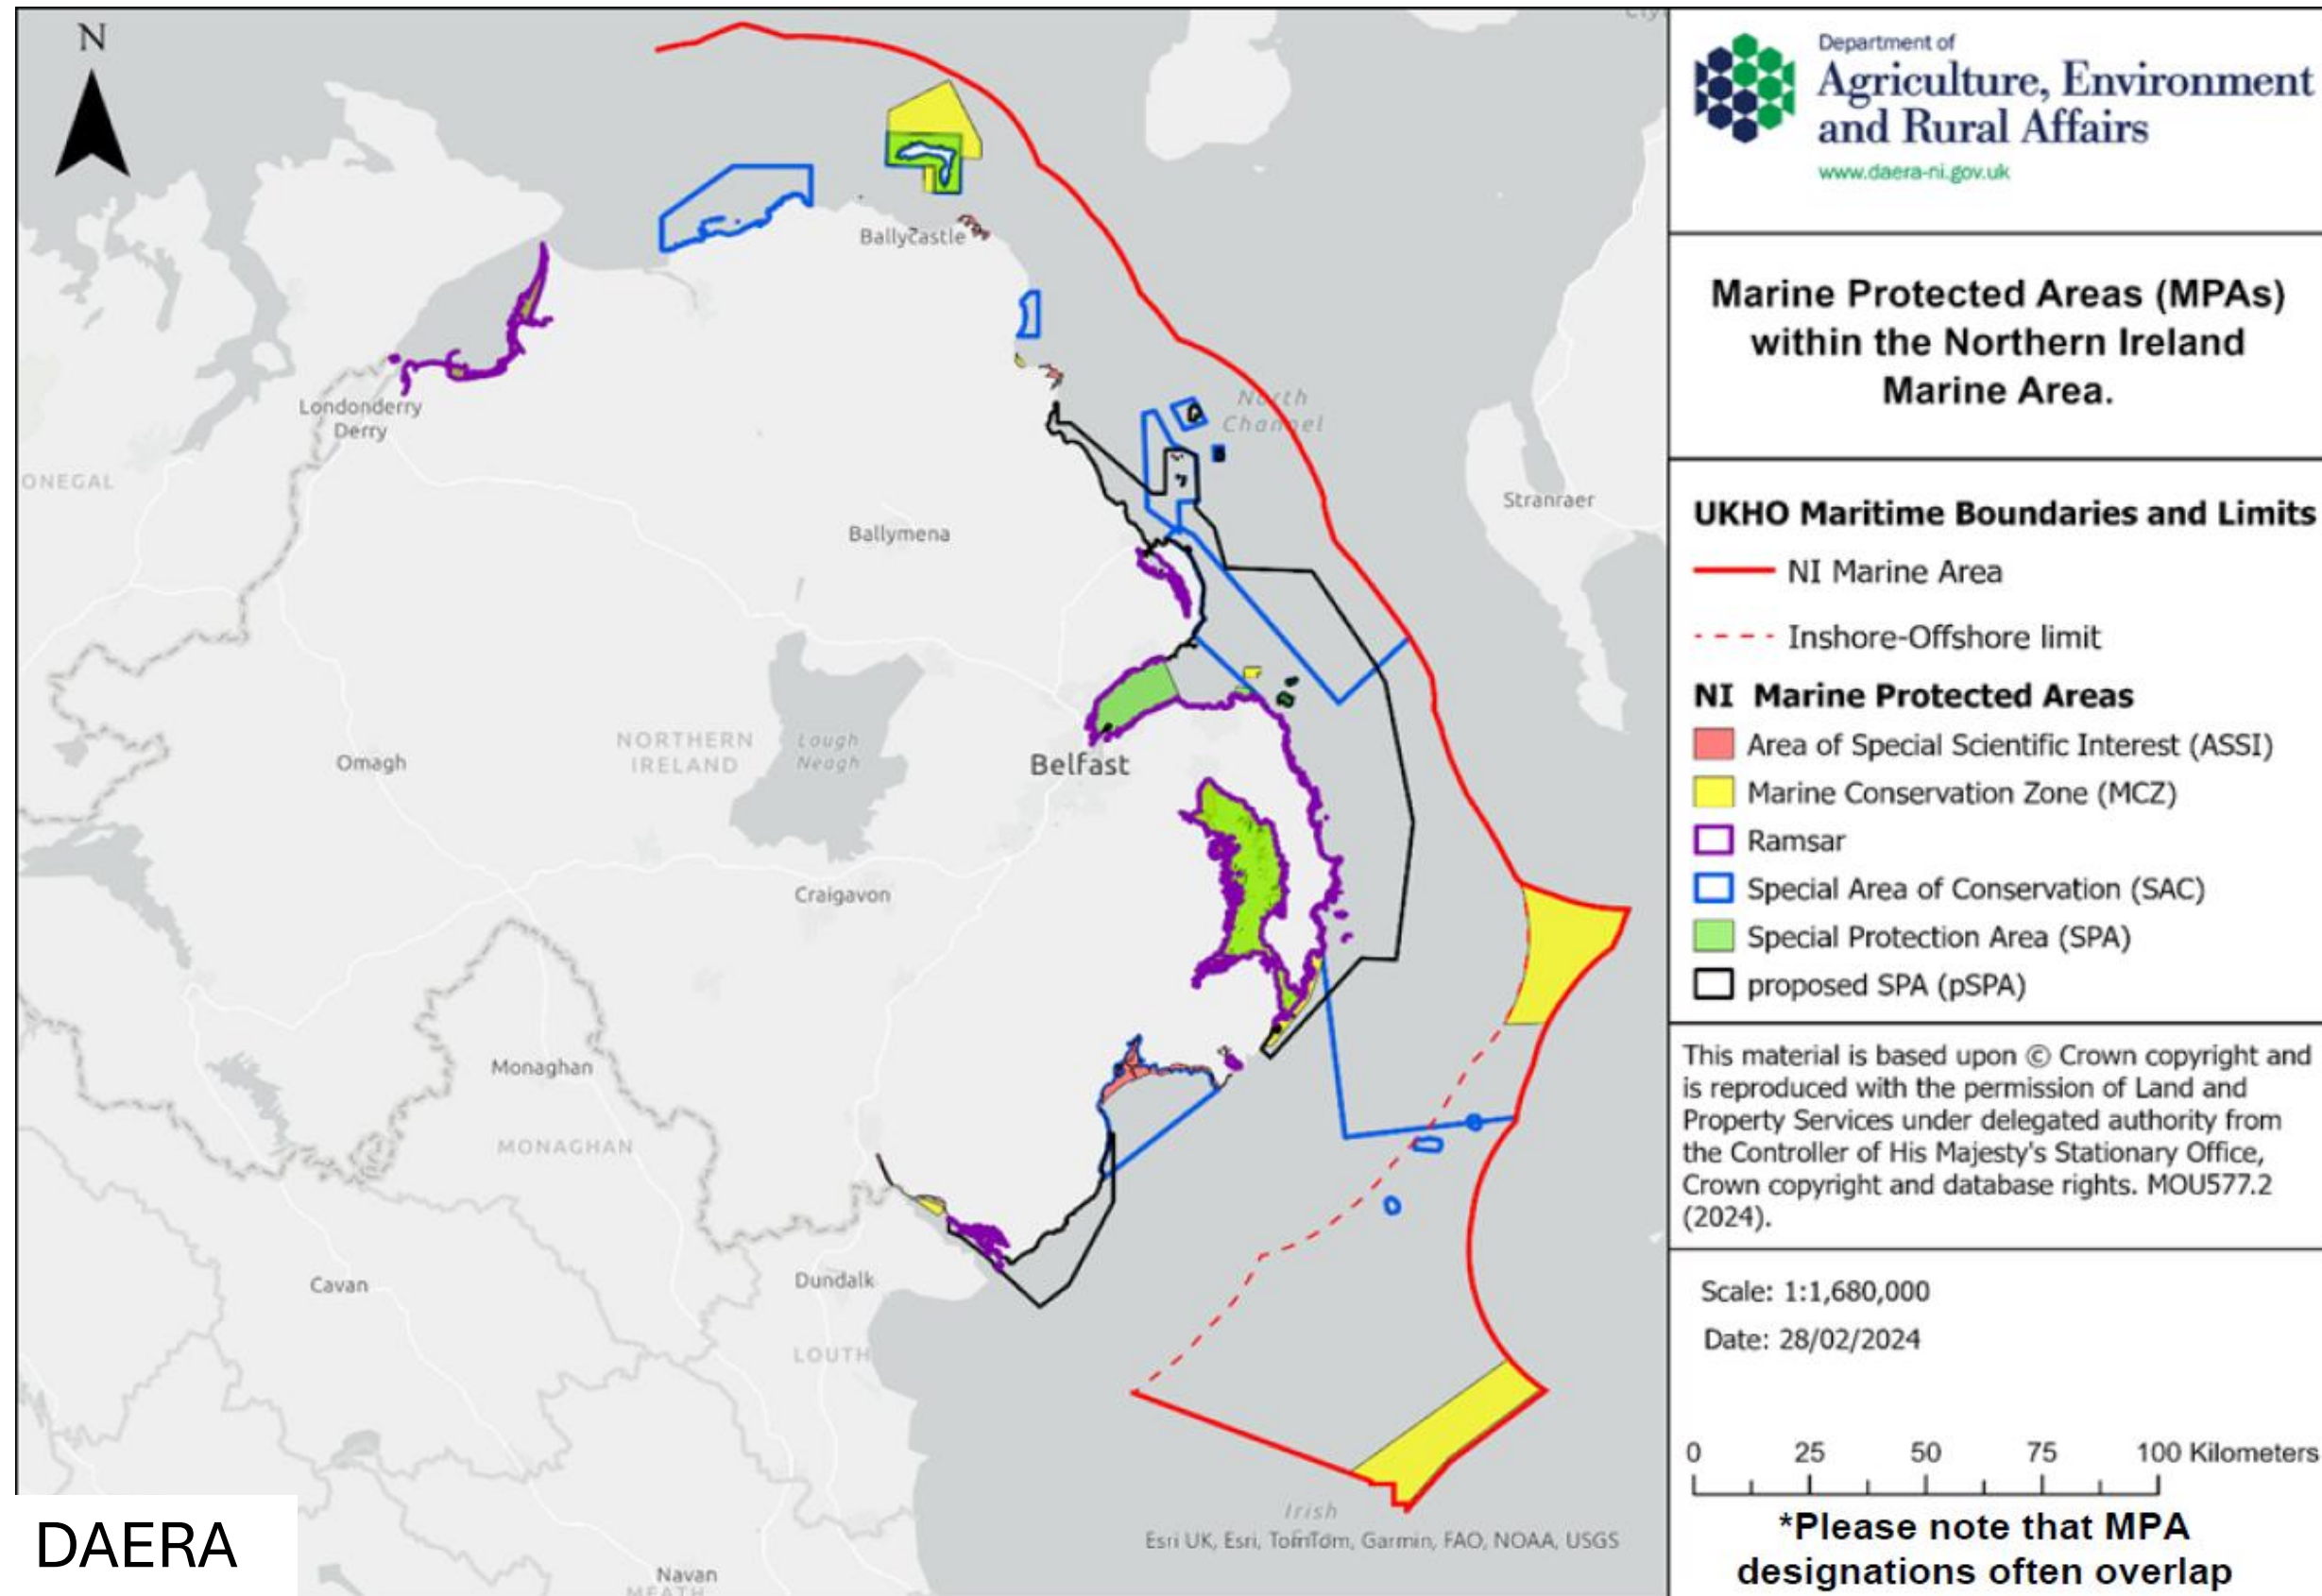 N
Ballycastle
Londonderry
Derry
ONEGAL
North
Channel
Stranraer
Ballymena
NORTHERN
IRELAND
Lough
Neagh
Omagh
Belfast
Craigavon
Monaghan
MONAGHAN
Cavan
Dundalk
LOUTH
Irish
Esri UK, Esri, TomTom, Garmin, FAO, NOAA, USGS
Navan
MEATH
DAERA
Department of
Agriculture, Environment
and Rural Affairs
www.daera-ni.gov.uk
Marine Protected Areas (MPAs)
within the Northern Ireland
Marine Area.
UKHO Maritime Boundaries and Limits
NI Marine Area
Inshore-Offshore limit
NI Marine Protected Areas
Area of Special Scientific Interest (ASSI)
Marine Conservation Zone (MCZ)
Ramsar
Special Area of Conservation (SAC)
Special Protection Area (SPA)
proposed SPA (pSPA)
This material is based upon © Crown copyright and
is reproduced with the permission of Land and
Property Services under delegated authority from
the Controller of His Majesty's Stationary Office,
Crown copyright and database rights. MOU577.2
(2024).
Scale: 1:1,680,000
Date: 28/02/2024
0 25 50 75 100 Kilometers
*Please note that MPA
designations often overlap